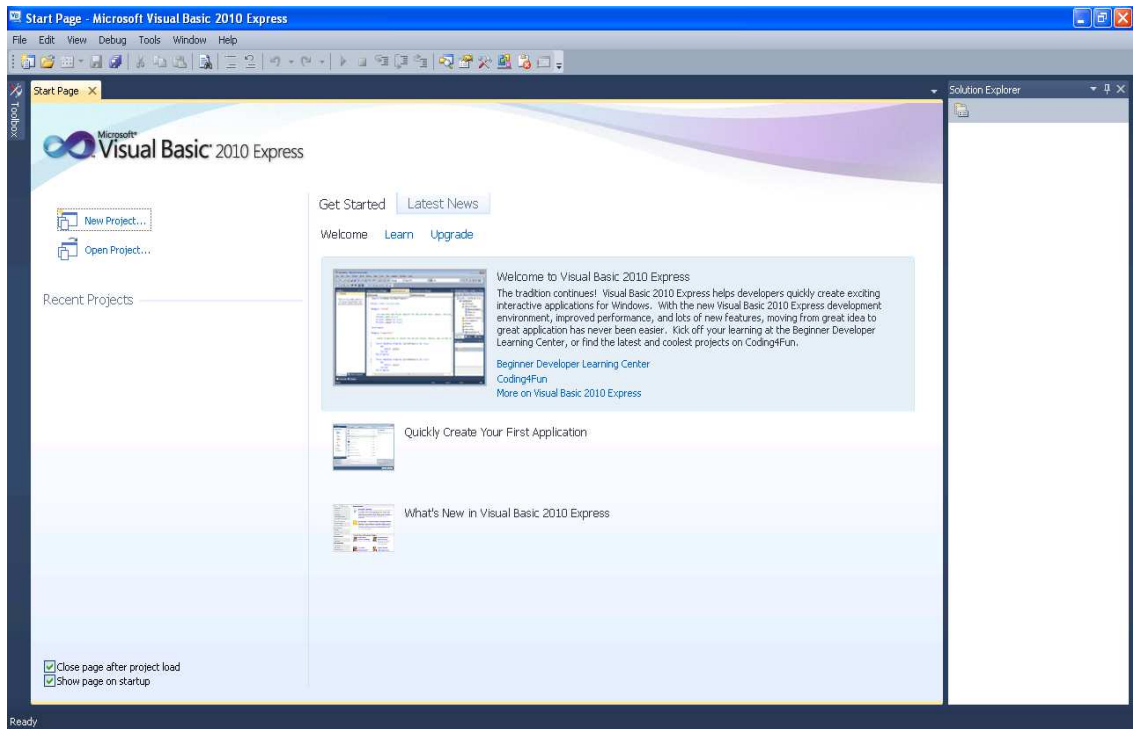 Start Page - Microsoft Visual Basic 2010 Express
File Edit View Debug Tools Window Help
Toolbox
Start Page
Solution Explorer
Microsoft
Visual Basic 2010 Express
New Project...
Open Project...
Recent Projects
Get Started Latest News
Welcome Learn Upgrade
Welcome to Visual Basic 2010 Express
The tradition continues! Visual Basic 2010 Express helps developers quickly create exciting
interactive applications for Windows. With the new Visual Basic 2010 Express development
environment, improved performance, and lots of new features, moving from great idea to
great application has never been easier. Kick off your learning at the Beginner Developer
Learning Center, or find the latest and coolest projects on Coding4Fun.
Beginner Developer Learning Center
Coding4Fun
More on Visual Basic 2010 Express
Quickly Create Your First Application
What's New in Visual Basic 2010 Express
Close page after project load
Show page on startup
Ready